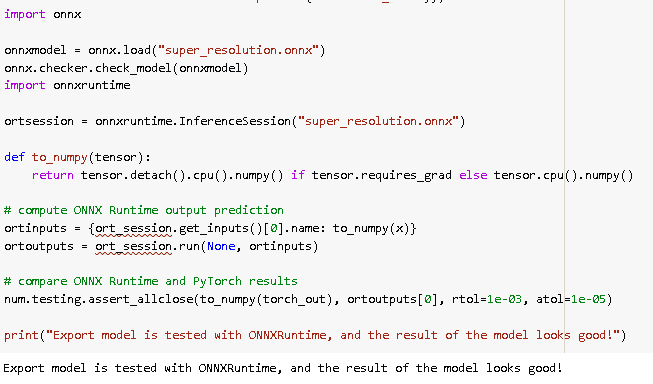 import onnx
onnxmodel = onnx.load("super_resolution.onnx")
onnx.checker.check_model(onnxmodel)
import onnxruntime
ortsession = onnxruntime.InferenceSession("super_resolution.onnx")
def to_numpy(tensor):
    return tensor.detach().cpu().numpy() if tensor.requires_grad else tensor.cpu().numpy()
# compute ONNX Runtime output prediction
ortinputs = {ort_session.get_inputs()[0].name: to_numpy(x)}
ortoutputs = ort_session.run(None, ortinputs)
# compare ONNX Runtime and PyTorch results
num.testing.assert_allclose(to_numpy(torch_out), ortoutputs[0], rtol=1e-03, atol=1e-05)
print("Export model is tested with ONNXRuntime, and the result of the model looks good!")
Export model is tested with ONNXRuntime, and the result of the model looks good!